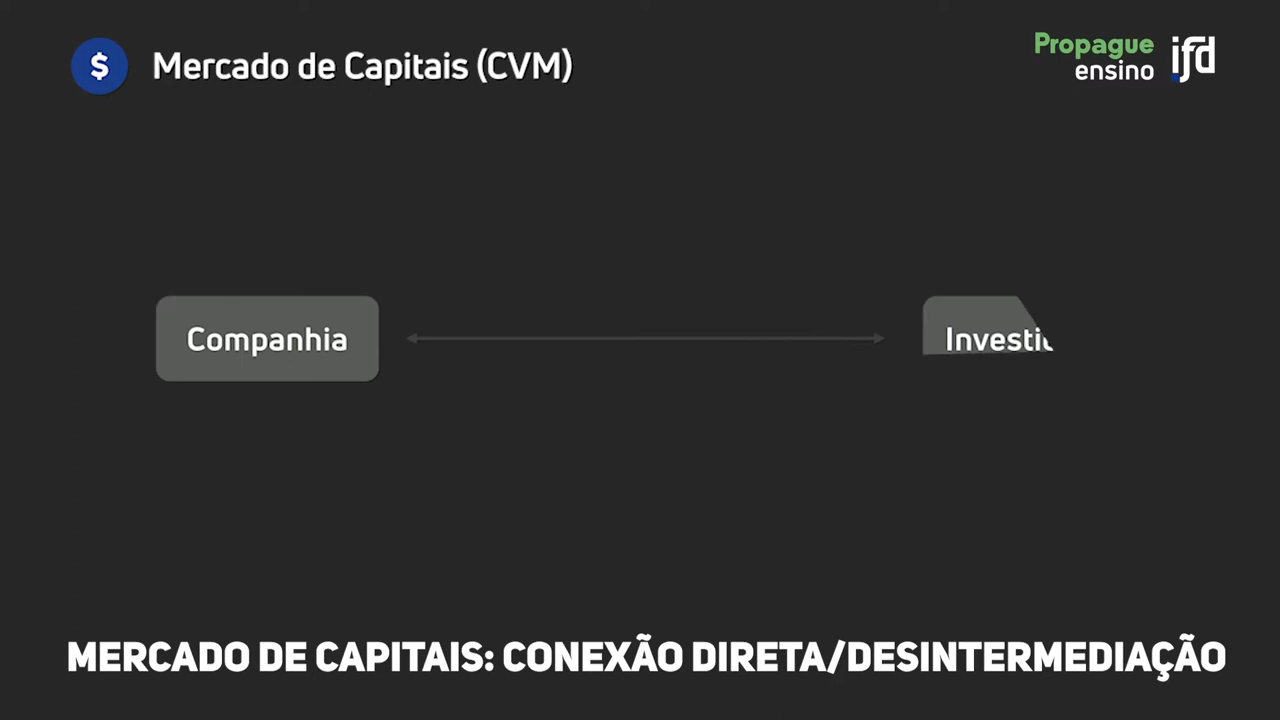 $
Mercado de Capitais (CVM)
Propague
ensino
ifd
Companhia
MERCADO DE CAPITAIS: CONEXÃO DIRETA/DESINTERMEDIAÇÃO